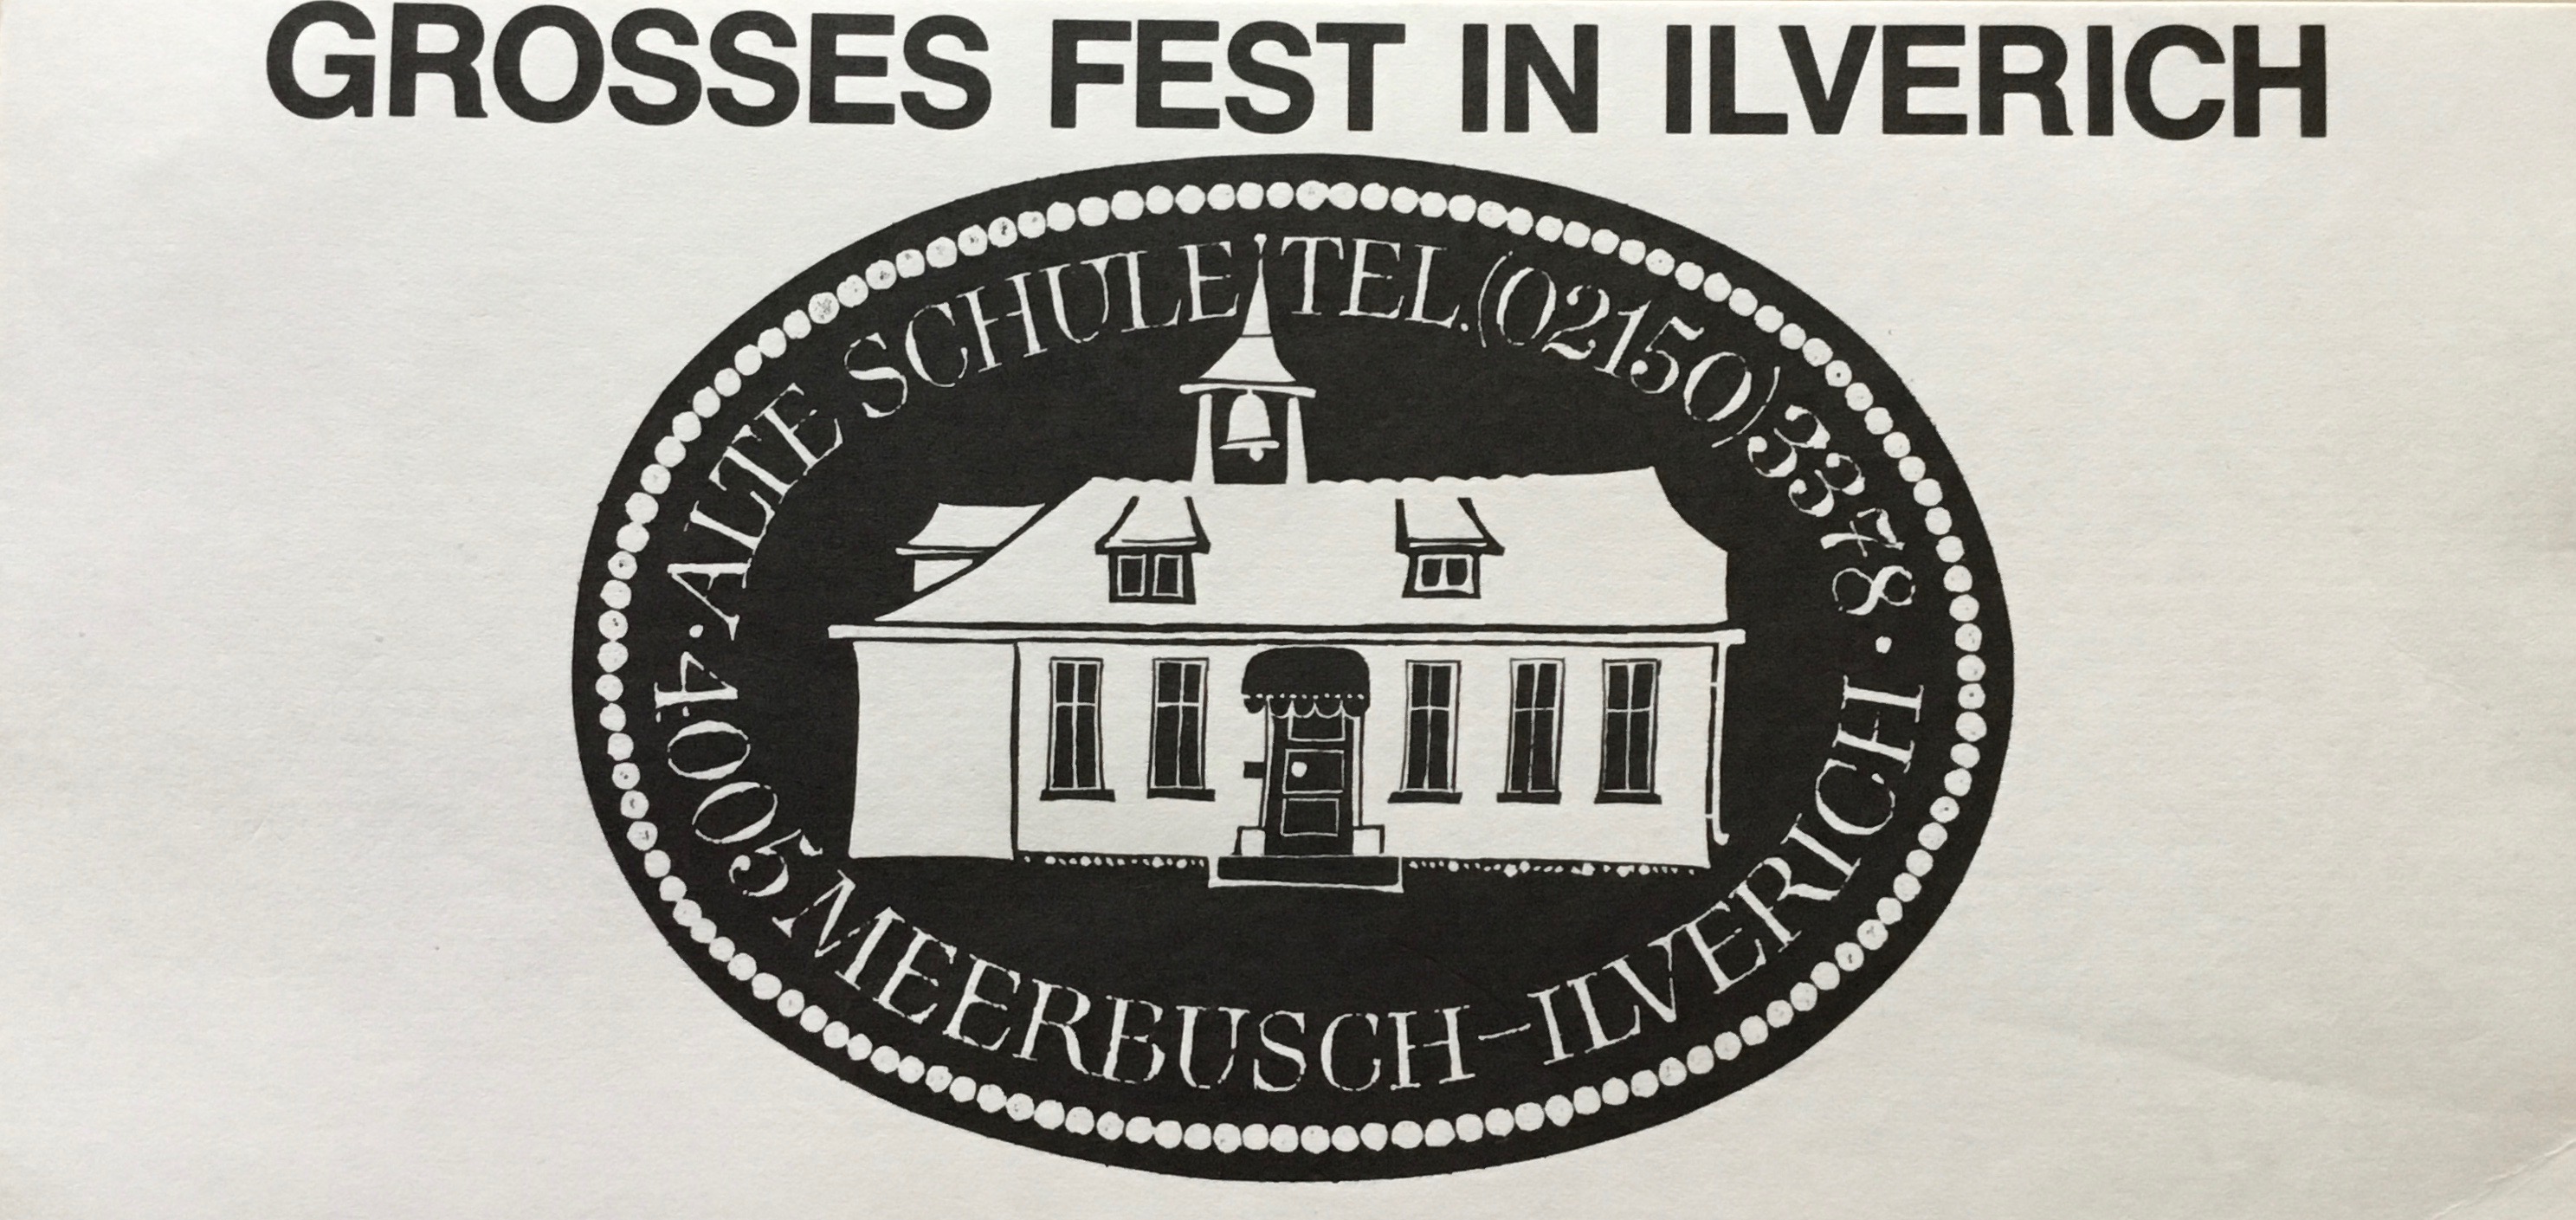 GROSSES FEST IN ILVERICH
ALTE SCHULE TEL.(02150)3378 · 
4005 MEERBUSCH-ILVERICH ·